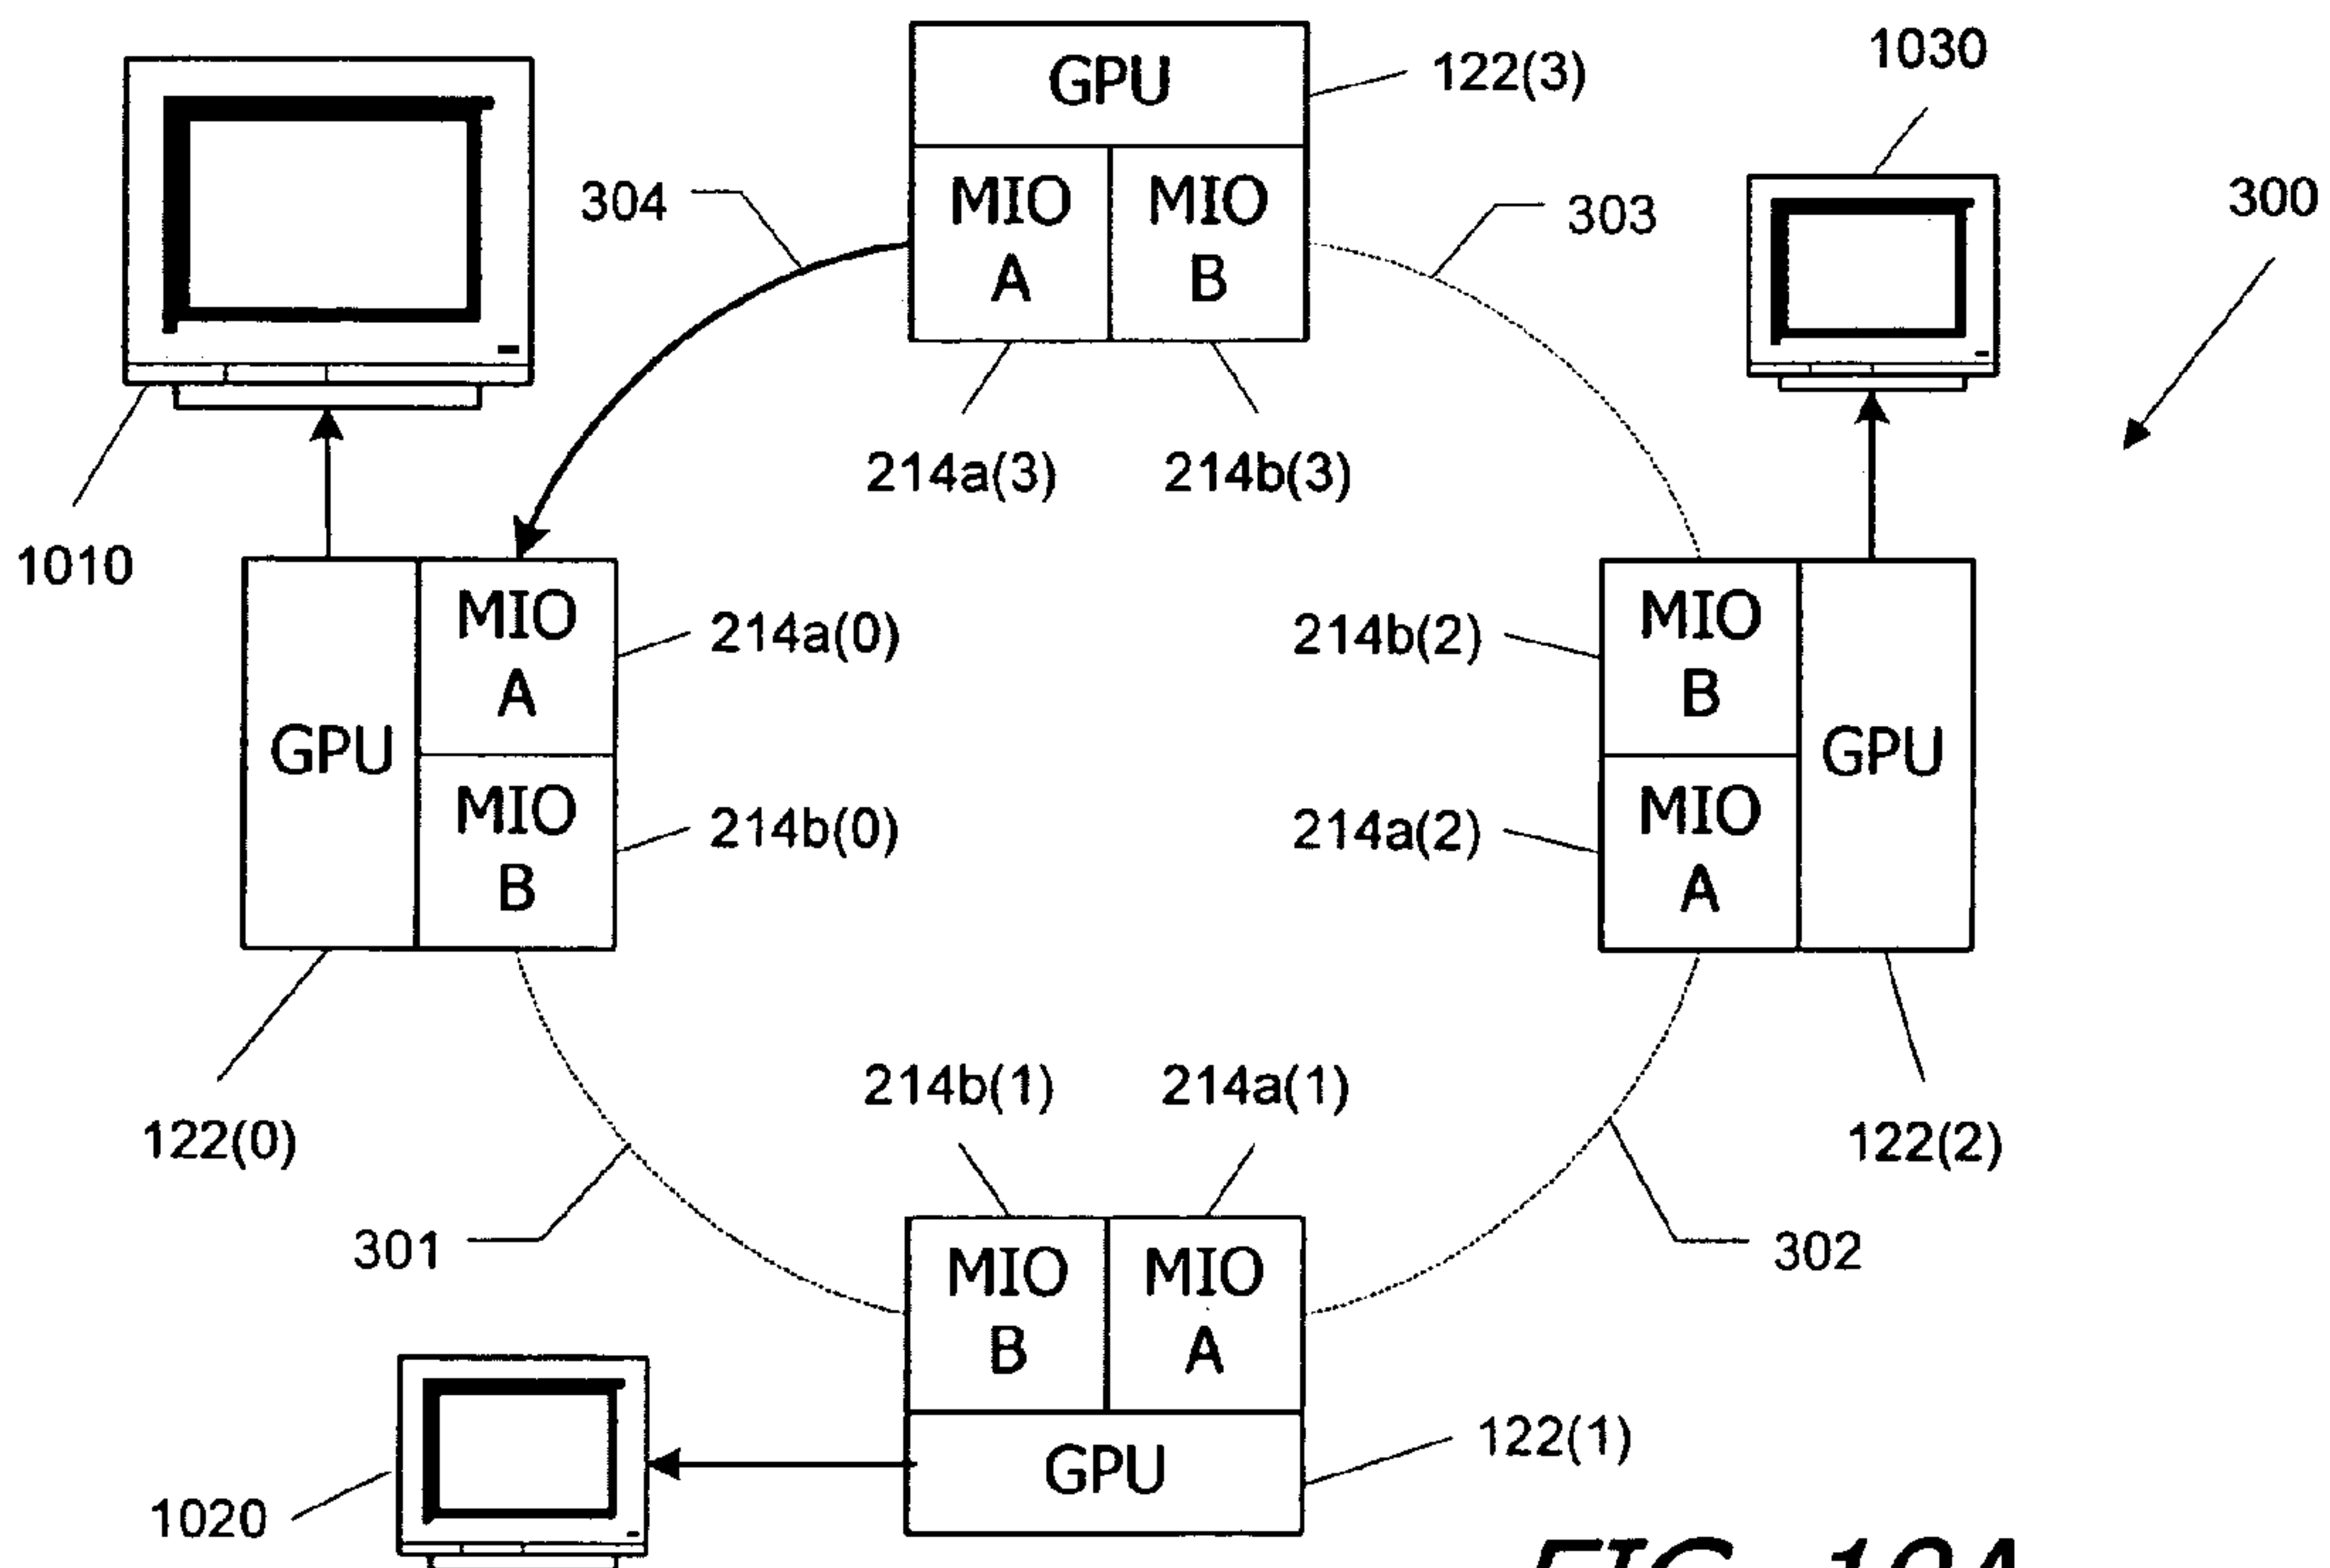 1030
GPU
122(3)
300
304
MIO
A
MIO
B
303
214a(3)
214b(3)
1010
MIO
A
214a(0)
214b(2)
MIO
B
GPU
GPU
MIO
B
214b(0)
214a(2)
MIO
A
214b(1)
214a(1)
122(0)
122(2)
301
302
MIO
B
MIO
A
122(1)
GPU
1020
FIG. 10A